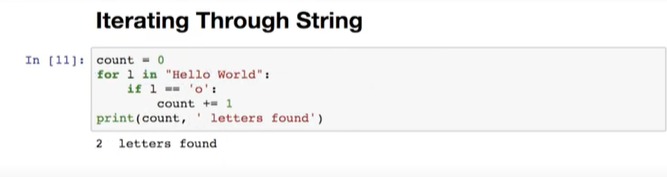 Iterating Through String
In [11]: count = 0
for l in "Hello World":
    if l == 'o':
        count += 1
print(count, ' letters found')
2  letters found